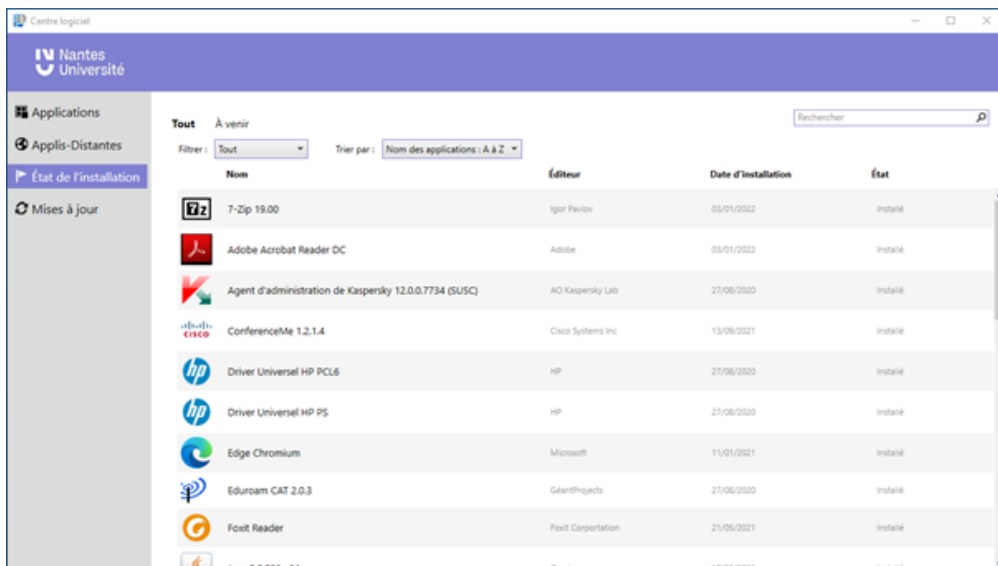 Centre logiciel
Nantes
Université
Applications
Applis-Distantes
État de l'installation
Mises à jour
Tout À venir
Rechercher
Filtrer : Tout Trier par : Nom des applications : A à Z
Nom Éditeur Date d'installation État
7z 7-Zip 19.00 Igor Pavlov 03/01/2022 Installé
Adobe Acrobat Reader DC Adobe 03/01/2022 Installé
Agent d'administration de Kaspersky 12.0.0.7734 (SUSC) AO Kaspersky Lab 27/08/2020 Installé
CISCO ConferenceMe 1.2.1.4 Cisco Systems Inc 13/09/2021 Installé
hp Driver Universel HP PCL6 HP 27/08/2020 Installé
hp Driver Universel HP PS HP 27/08/2020 Installé
Edge Chromium Microsoft 11/01/2021 Installé
Eduroam CAT 2.0.3 GéantProjects 27/08/2020 Installé
Foxit Reader Foxit Corportation 21/05/2021 Installé